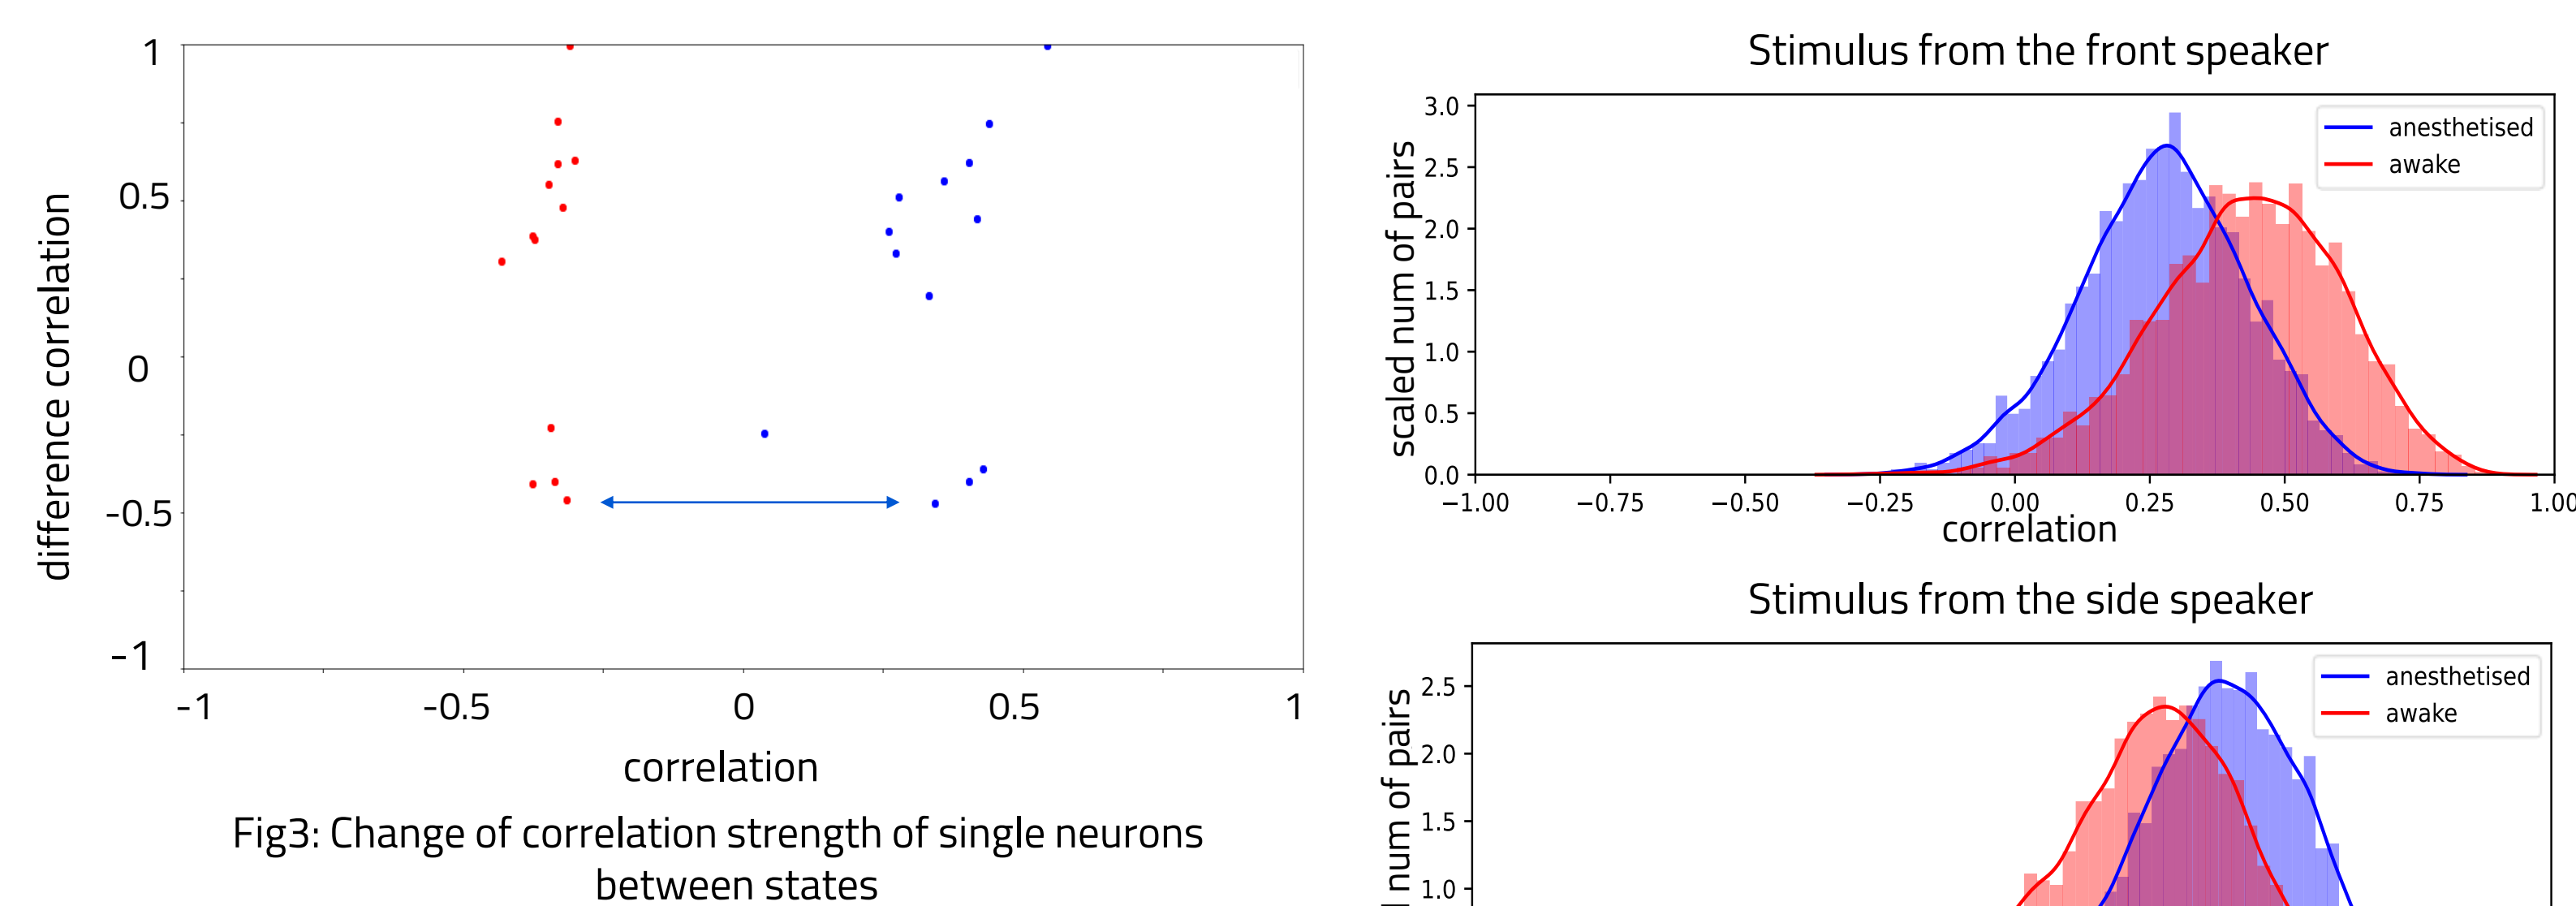 1
0.5
0
-0.5
-1
difference correlation
-1
-0.5
0
0.5
1
correlation
Fig3: Change of correlation strength of single neurons
between states
Stimulus from the front speaker
3.0
2.5
2.0
1.5
1.0
0.5
0.0
scaled num of pairs
anesthetised
awake
−1.00
−0.75
−0.50
−0.25
0.00
0.25
0.50
0.75
1.00
correlation
Stimulus from the side speaker
2.5
2.0
1.5
1.0
num of pairs
anesthetised
awake